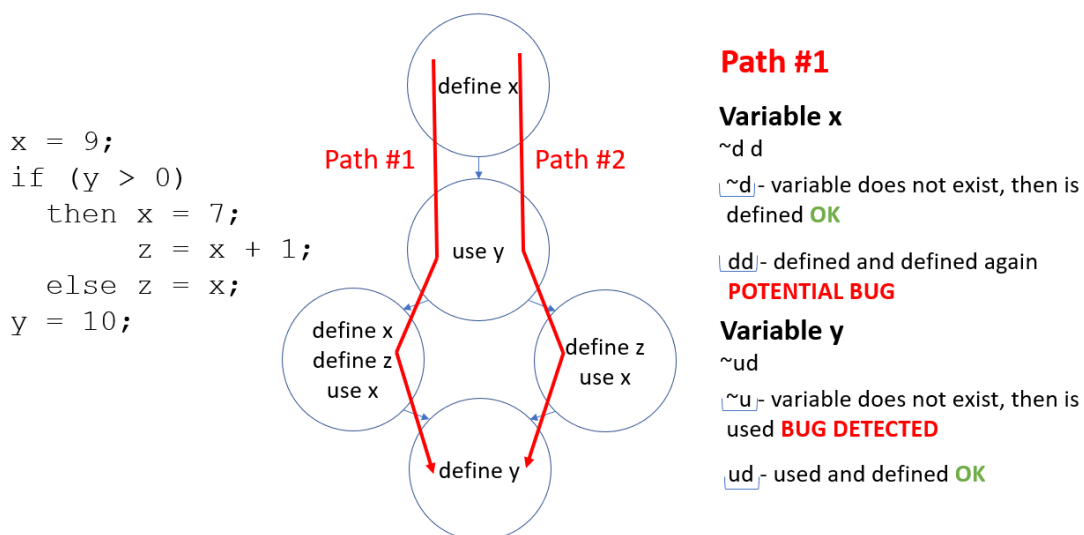 x = 9;
if (y > 0)
then x = 7;
z = x + 1;
else z = x;
y = 10;
define x
Path #1
Path #2
use y
define x
define z
use x
define z
use x
define y
Path #1
Variable x
~d d
~d - variable does not exist, then is
defined OK
dd - defined and defined again
POTENTIAL BUG
Variable y
~ud
~u - variable does not exist, then is
used BUG DETECTED
ud - used and defined OK